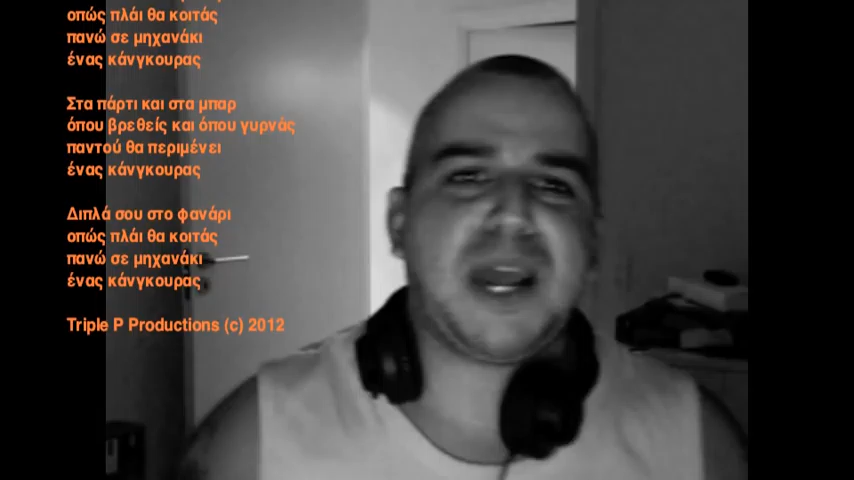 οπώς πλάι θα κοιτάς
πανώ σε μηχανάκι
ένας κάνγκουρας
Στα πάρτι και στα μπαρ
όπου βρεθείς και όπου γυρνάς
παντού θα περιμένει
ένας κάνγκουρας
Διπλά σου στο φανάρι
οπώς πλάι θα κοιτάς
πανώ σε μηχανάκι
ένας κάνγκουρας
Triple P Productions (c) 2012